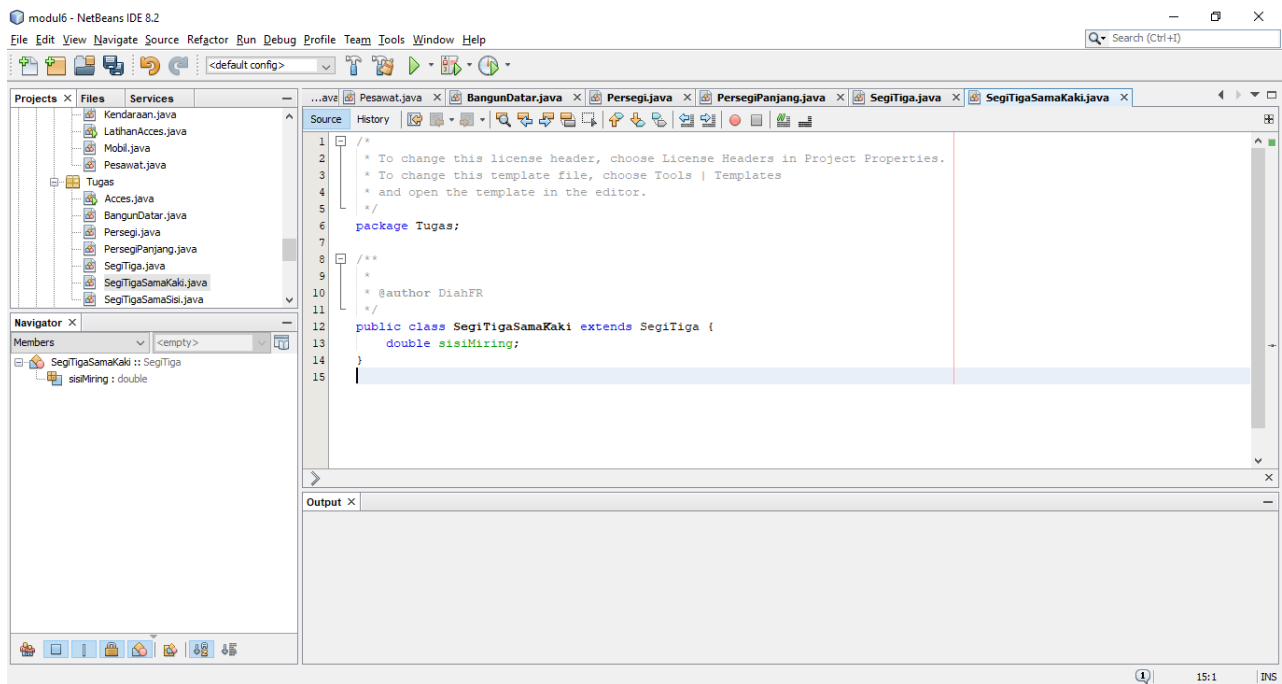 modul6 - NetBeans IDE 8.2
File Edit View Navigate Source Refactor Run Debug Profile Team Tools Window Help
Search (Ctrl+I)
<default config>
Projects Files Services
...ava Pesawat.java BangunDatar.java Persegi.java PersegiPanjang.java SegiTiga.java SegiTigaSamaKaki.java
Kendaraan.java
LatihanAcces.java
Mobil.java
Pesawat.java
Tugas
Acces.java
BangunDatar.java
Persegi.java
PersegiPanjang.java
SegiTiga.java
SegiTigaSamaKaki.java
SegiTigaSamaSisi.java
Navigator
Members <empty>
SegiTigaSamaKaki :: SegiTiga
sisiMiring : double
Source History
1 /*
2 * To change this license header, choose License Headers in Project Properties.
3 * To change this template file, choose Tools | Templates
4 * and open the template in the editor.
5 */
6 package Tugas;
7
8 /**
9 *
10 * @author DiahFR
11 */
12 public class SegiTigaSamaKaki extends SegiTiga {
13 double sisiMiring;
14 }
15
Output
1 15:1 INS